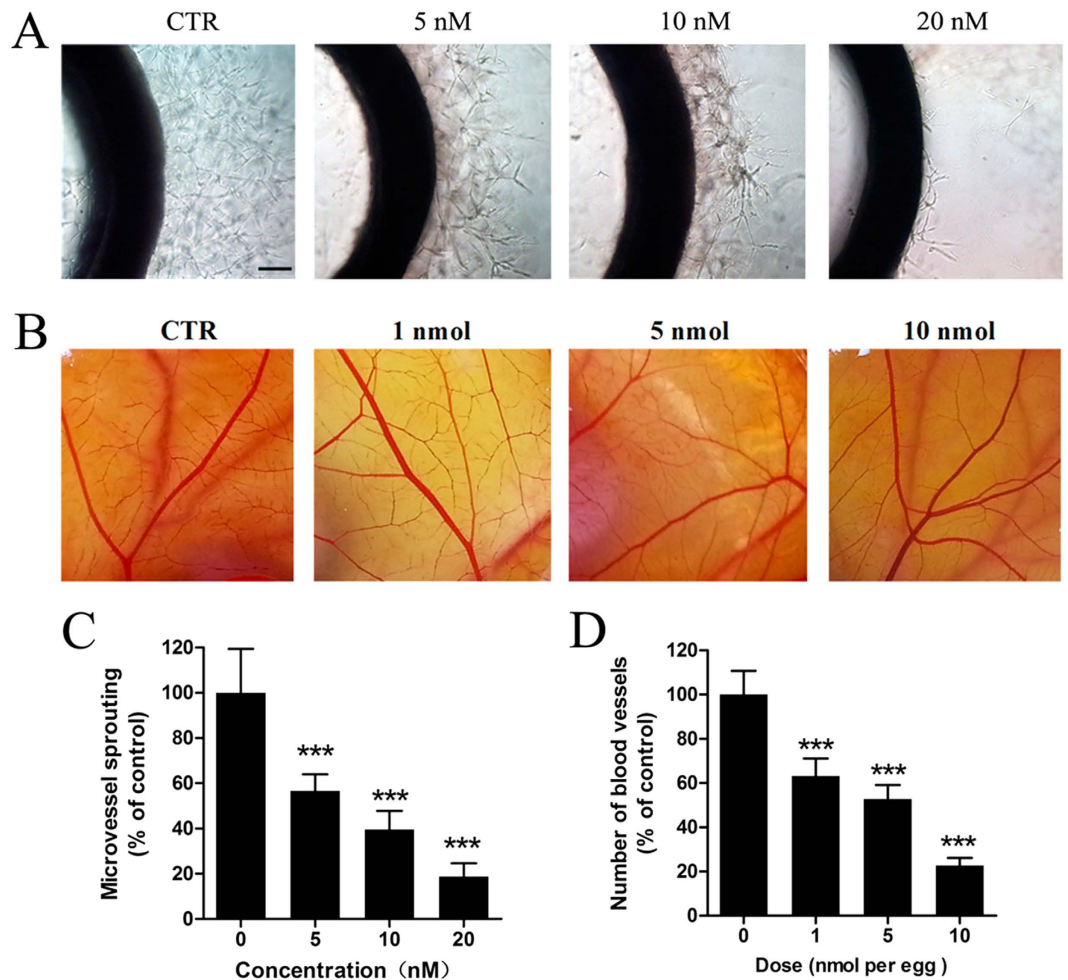 A
CTR
5 nM
10 nM
20 nM
B
CTR
1 nmol
5 nmol
10 nmol
C
Microvessel sprouting
(% of control)
120
100
80
60
40
20
0
***
***
***
0
5
10
20
Concentration（nM）
D
Number of blood vessels
(% of control)
120
100
80
60
40
20
0
***
***
***
0
1
5
10
Dose (nmol per egg )